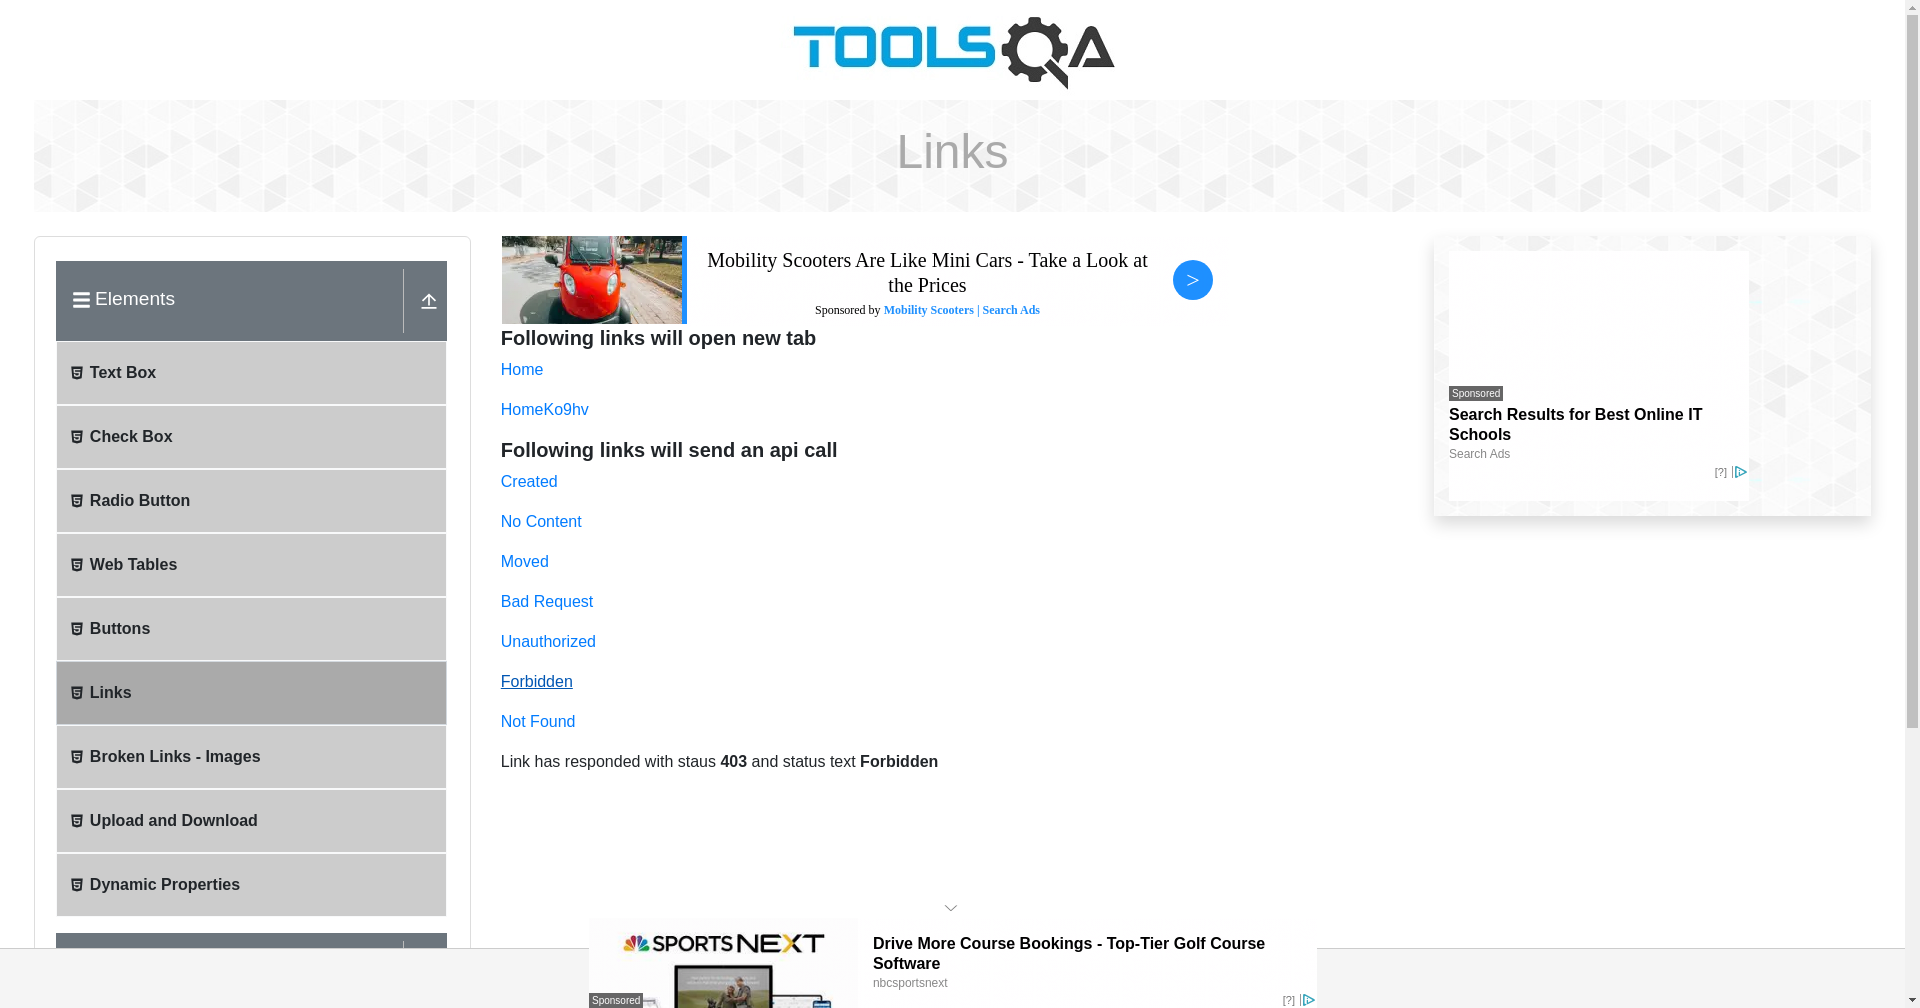 TOOLSQA
Links
Elements
Text Box
Check Box
Radio Button
Web Tables
Buttons
Links
Broken Links - Images
Upload and Download
Dynamic Properties
Mobility Scooters Are Like Mini Cars - Take a Look at
the Prices
Sponsored by Mobility Scooters | Search Ads
>
Following links will open new tab
Home
HomeKo9hv
Following links will send an api call
Created
No Content
Moved
Bad Request
Unauthorized
Forbidden
Not Found
Link has responded with staus 403 and status text Forbidden
Sponsored
Search Results for Best Online IT
Schools
Search Ads
[?]
SPORTS NEXT
Sponsored
Drive More Course Bookings - Top-Tier Golf Course
Software
nbcsportsnext
[?]